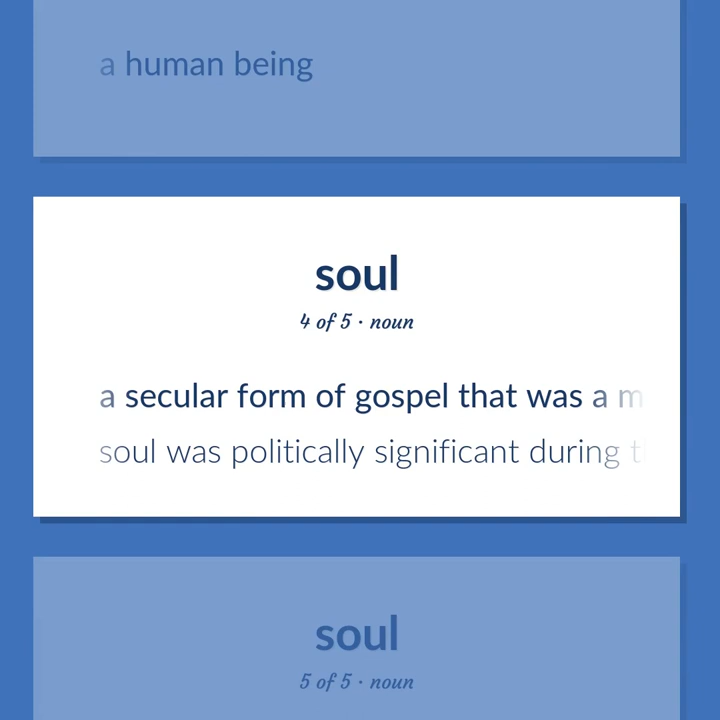 a human being
soul
4 of 5 · noun
a secular form of gospel that was a
soul was politically significant during
soul
5 of 5 · noun